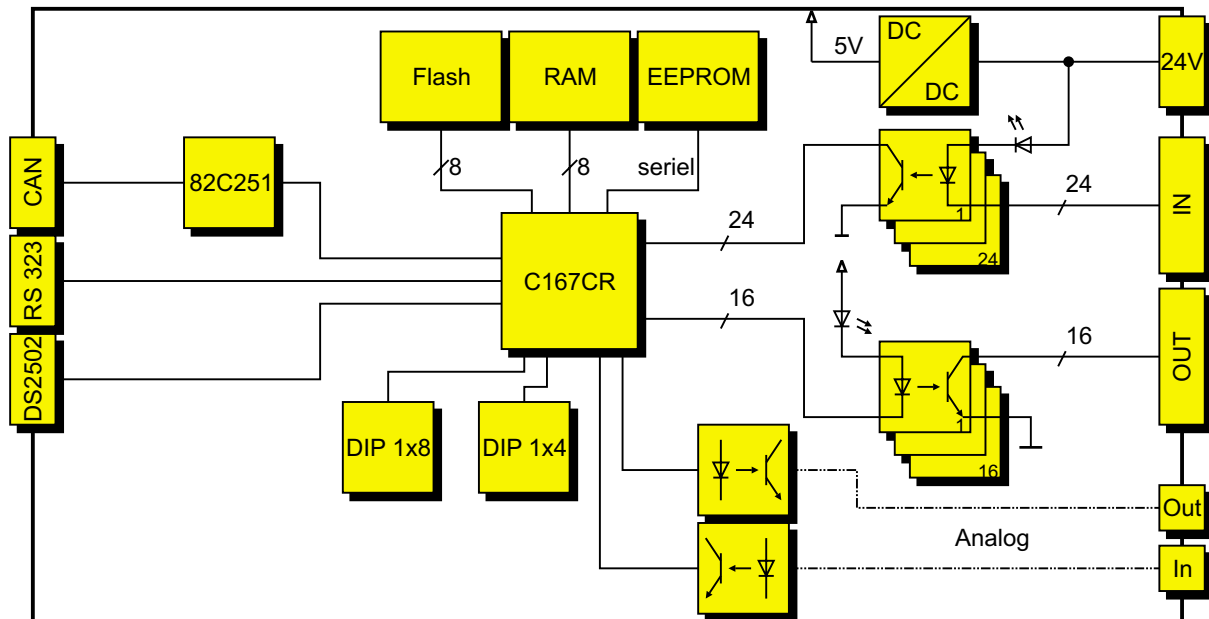 5V
DC
DC
24V
Flash
RAM
EEPROM
CAN
82C251
8
8
seriel
24
1
24
24
IN
RS 323
C167CR
16
16
OUT
DS2502
DIP 1x8
DIP 1x4
1
16
Out
Analog
In